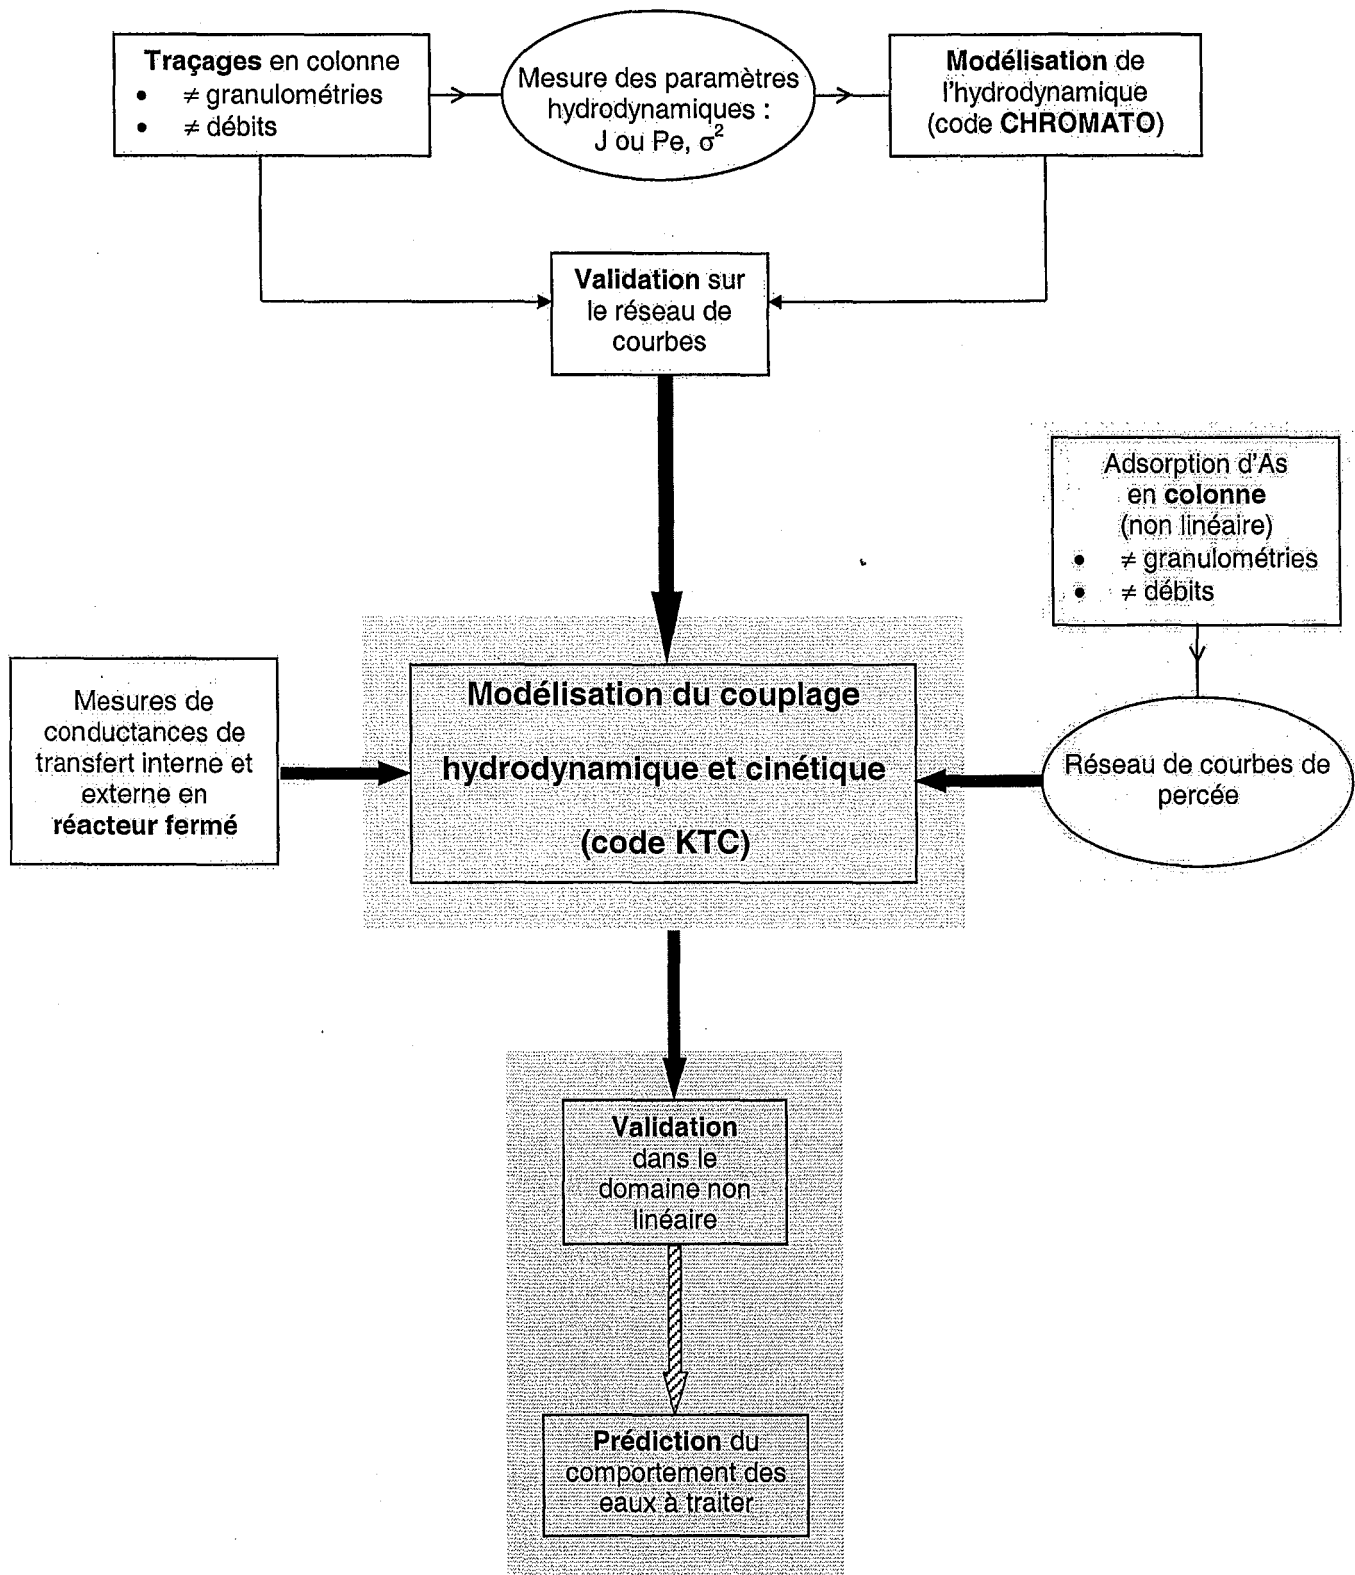 Traçages en colonne
• ≠ granulométries
• ≠ débits
Mesure des paramètres
hydrodynamiques :
J ou Pe, σ²
Modélisation de
l'hydrodynamique
(code CHROMATO)
Validation sur
le réseau de
courbes
Adsorption d'As
en colonne
(non linéaire)
• ≠ granulométries
• ≠ débits
Mesures de
conductances de
transfert interne et
externe en
réacteur fermé
Modélisation du couplage
hydrodynamique et cinétique
(code KTC)
Réseau de courbes de
percée
Validation
dans le
domaine non
linéaire
Prédiction du
comportement des
eaux à traiter